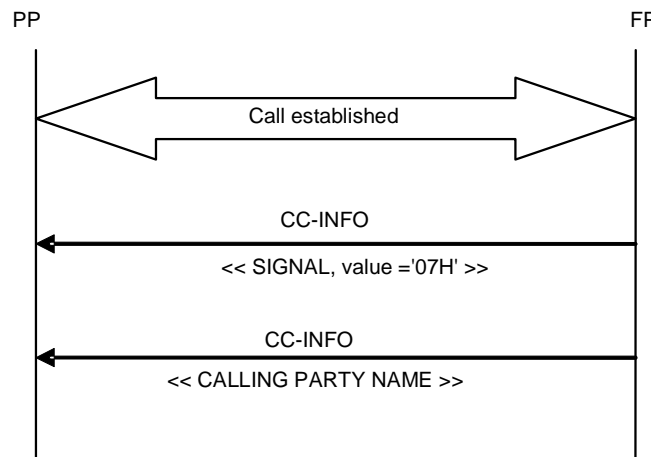 PP
FP
Call established
CC-INFO
<< SIGNAL, value ='07H' >>
CC-INFO
<< CALLING PARTY NAME >>